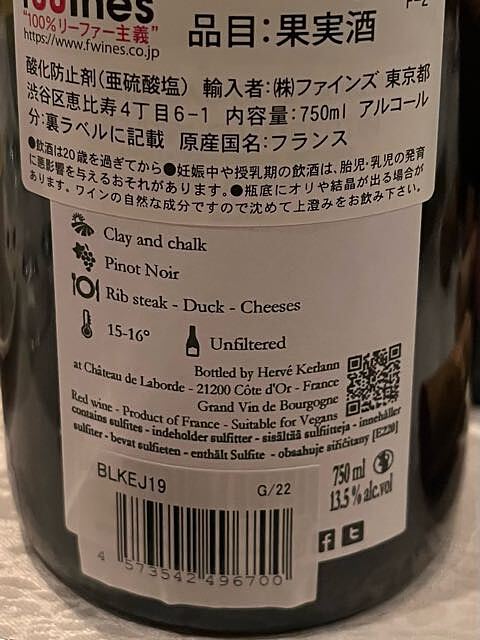 "100%リーファー主義"
https://www.fwines.co.jp
品目:果実酒
酸化防止剤(亜硫酸塩) 輸入者:㈱ファインズ 東京都
渋谷区恵比寿4丁目6-1 内容量:750ml アルコール
分:裏ラベルに記載 原産国名:フランス
●飲酒は20歳を過ぎてから●妊娠中や授乳期の飲酒は、胎児・乳児の発育
に悪影響を与えるおそれがあります。●瓶底にオリや結晶が出る場合が
あります。ワインの自然な成分ですので沈めて上澄みをお飲み下さい。
Clay and chalk
Pinot Noir
Rib steak - Duck - Cheeses
15-16°
Unfiltered
Bottled by Hervé Kerlann
at Château de Laborde - 21200 Côte d'Or - France
Grand Vin de Bourgogne
Red wine - Product of France - Suitable for Vegans
contains sulfites - indeholder sulfitter - sisältää sulfiitteja - innehåller
sulfiter - bevat sulfieten - enthält Sulfite - obsahuje siřičitany [E220]
750 ml
13.5 % alc.vol
BLKEJ19
G/22
4 573542 496700